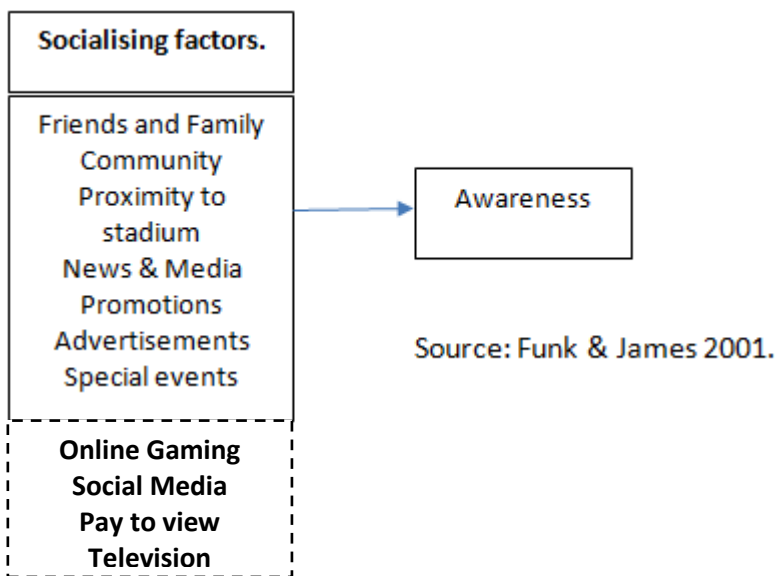 Socialising factors.
Friends and Family
Community
Proximity to
stadium
News & Media
Promotions
Advertisements
Special events
Awareness
Source: Funk & James 2001.
Online Gaming
Social Media
Pay to view
Television